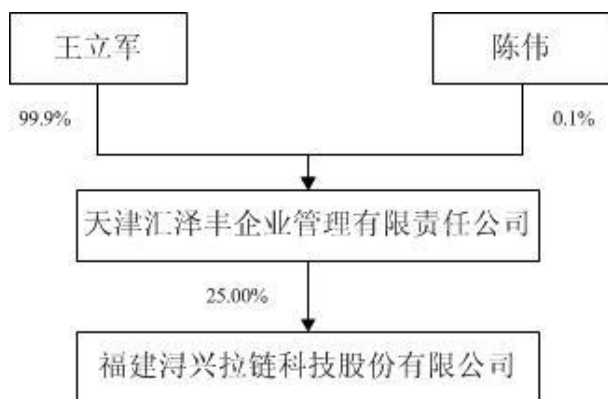 王立军
陈伟
99.9%
0.1%
天津汇泽丰企业管理有限责任公司
25.00%
福建浔兴拉链科技股份有限公司